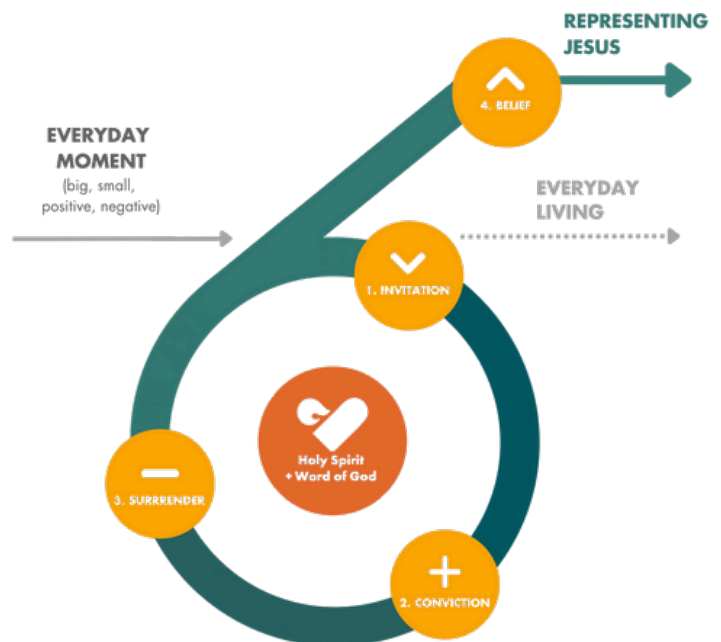 REPRESENTING
JESUS
4. BELIEF
EVERYDAY
MOMENT
(big, small,
positive, negative)
EVERYDAY
LIVING
1. INVITATION
Holy Spirit
+ Word of God
3. SURRRENDER
2. CONVICTION